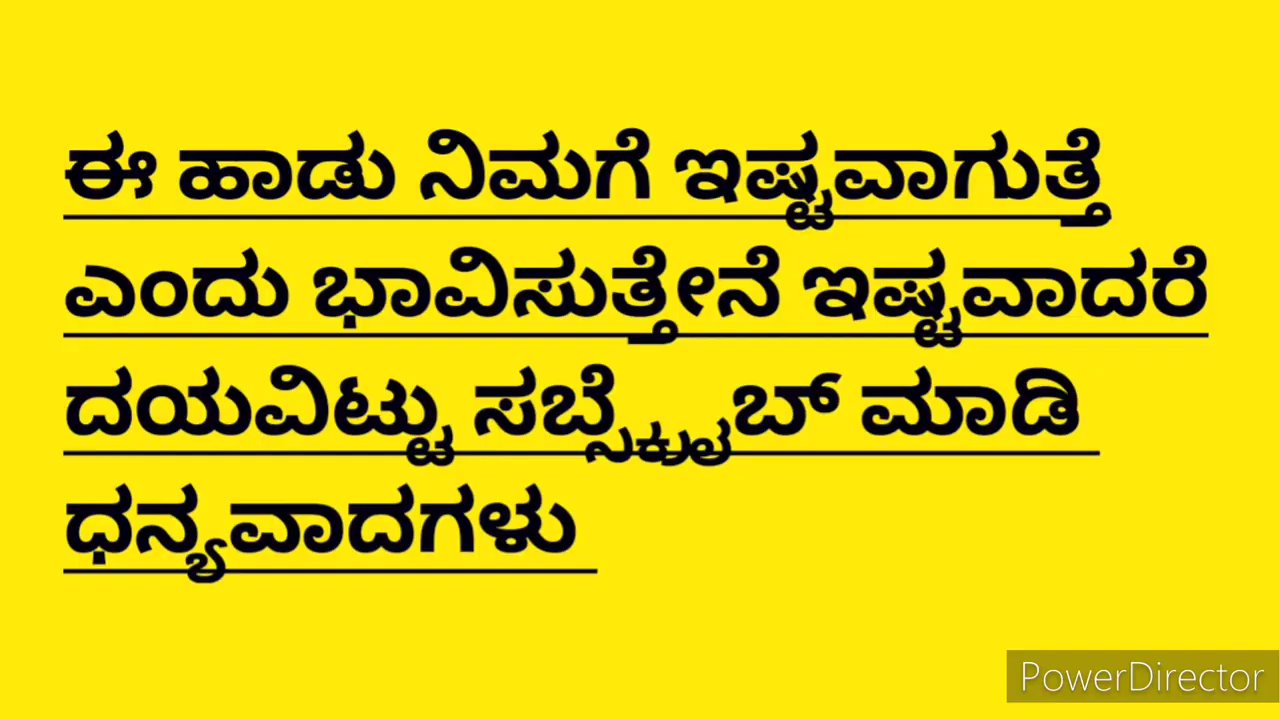 ಈ ಹಾಡು ನಿಮಗೆ ಇಷ್ಟವಾಗುತ್ತೆ
ಎಂದು ಭಾವಿಸುತ್ತೇನೆ ಇಷ್ಟವಾದರೆ
ದಯವಿಟ್ಟು ಸಬ್ಸ್ಕ್ರೈಬ್ ಮಾಡಿ
ಧನ್ಯವಾದಗಳು
PowerDirector